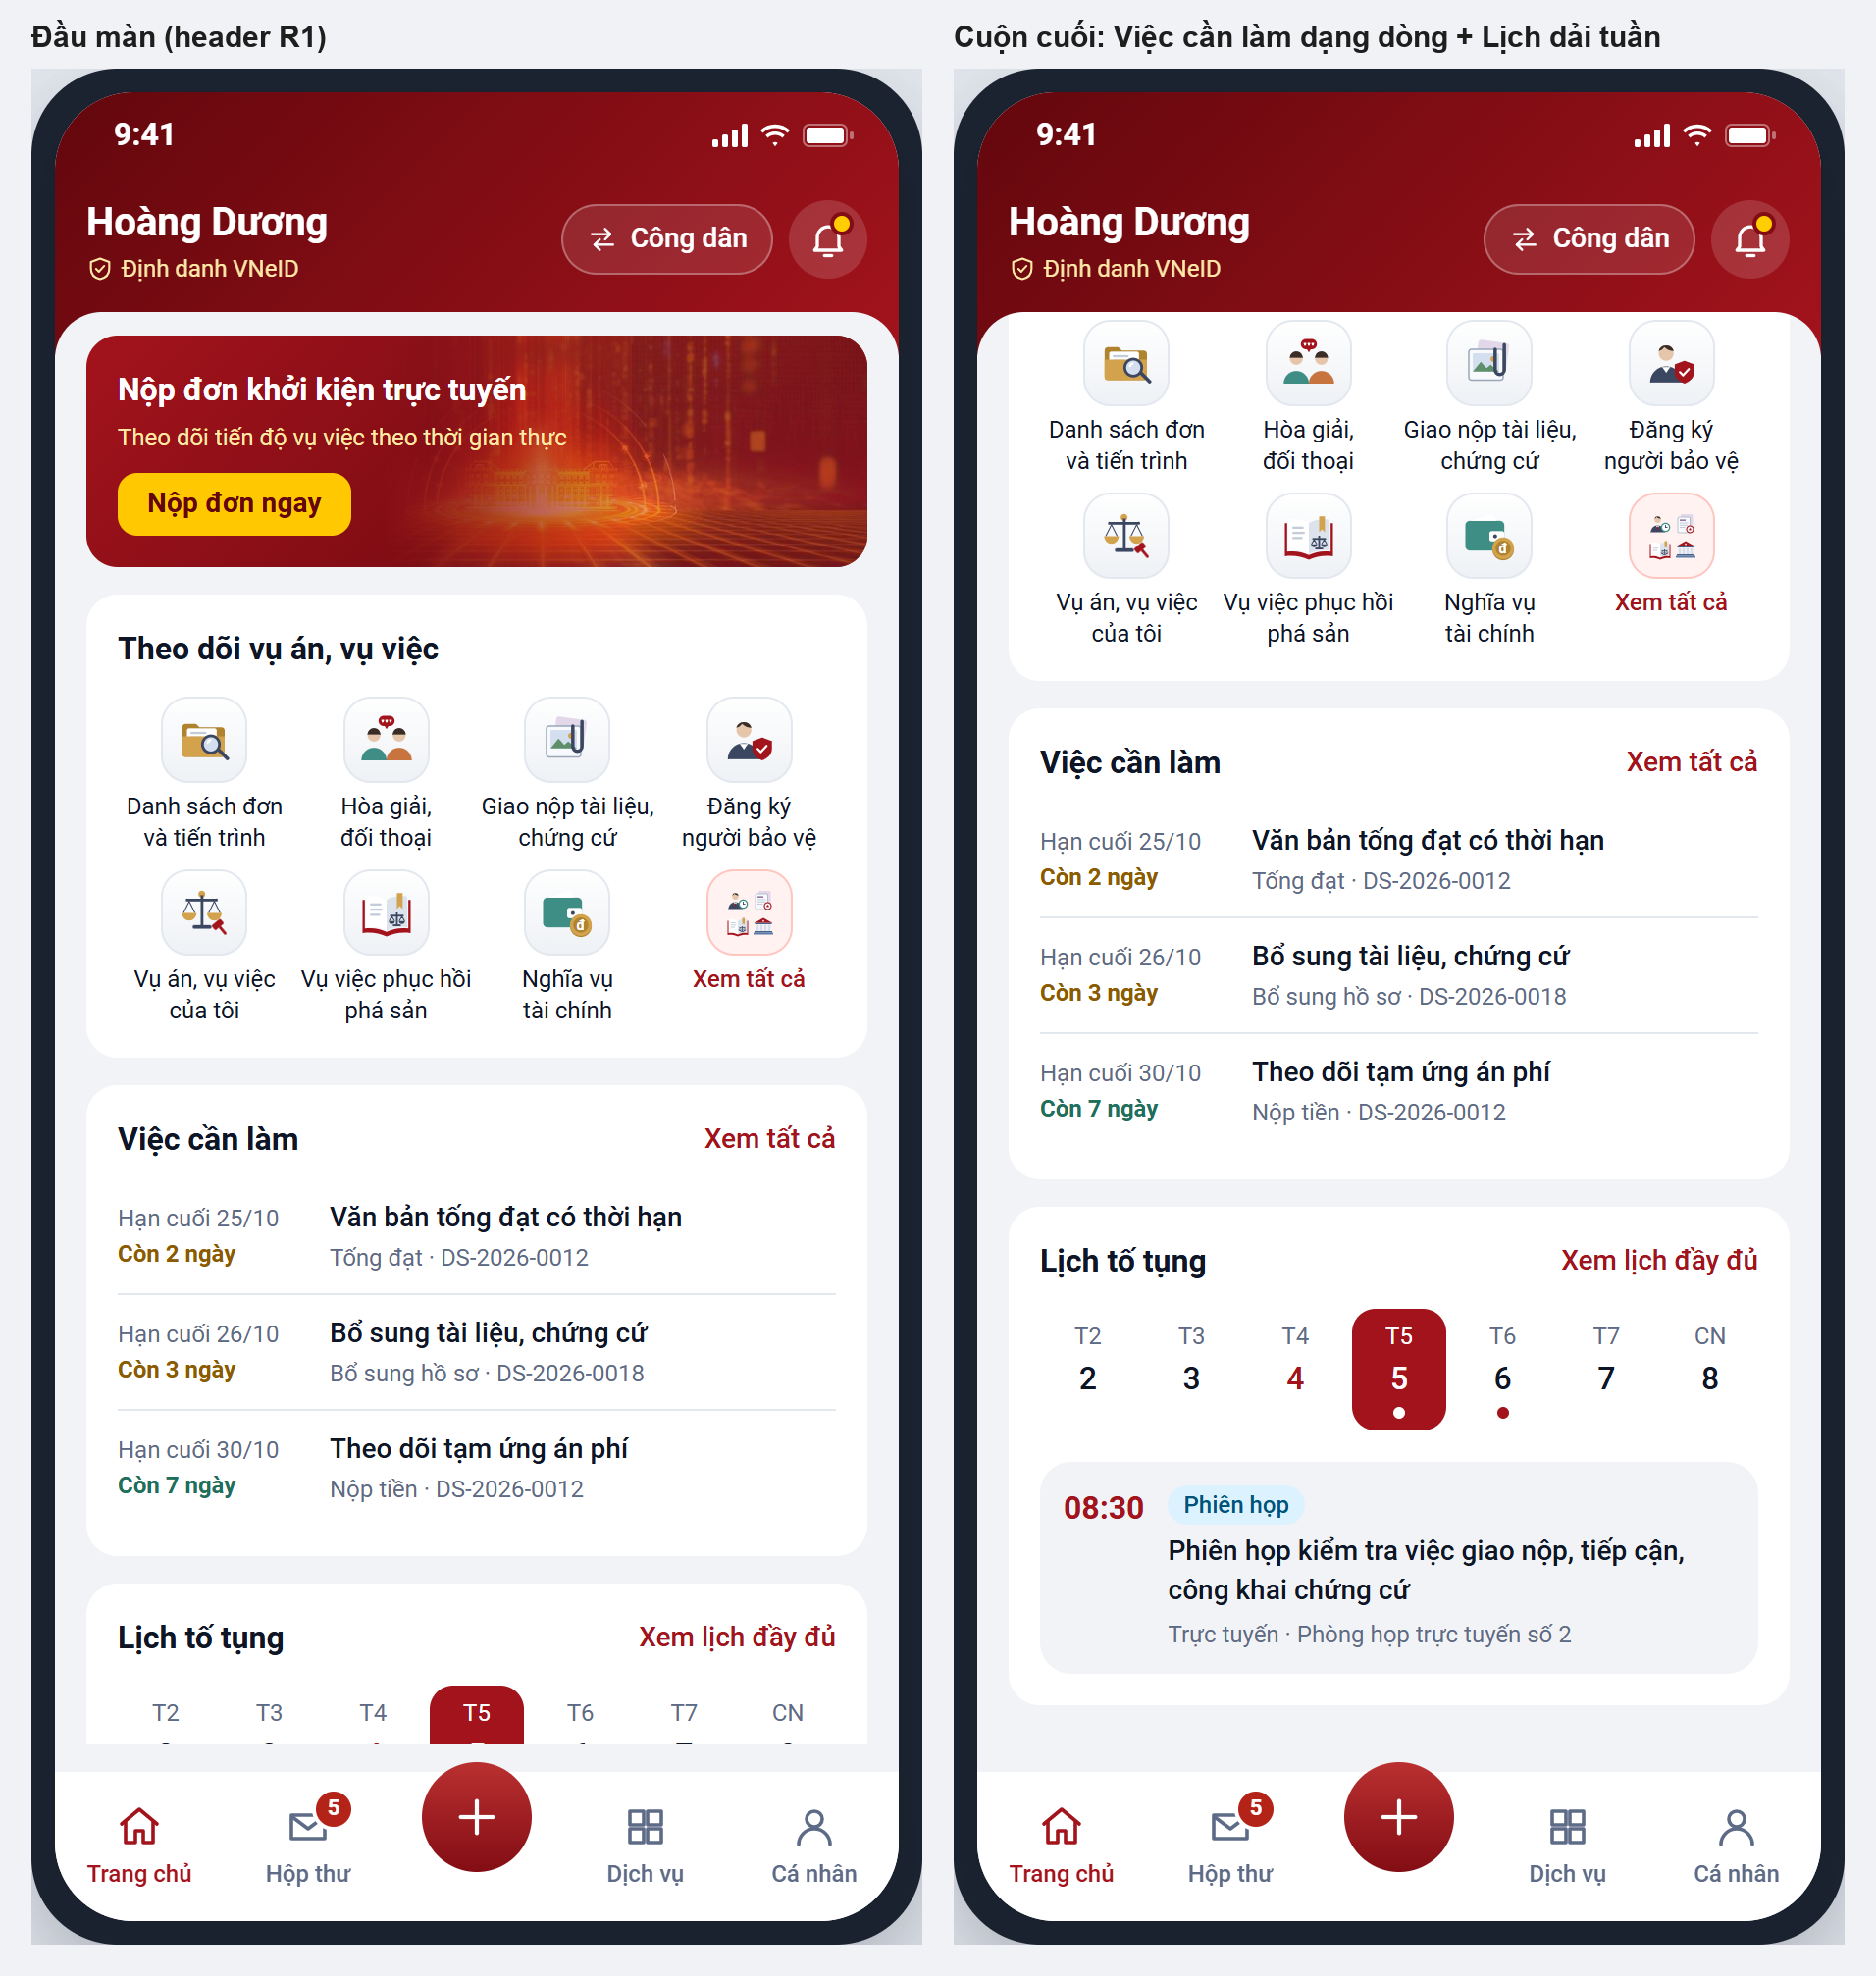 Đầu màn (header R1)
9:41
Hoàng Dương
Định danh VNeID
Công dân
Nộp đơn khởi kiện trực tuyến
Theo dõi tiến độ vụ việc theo thời gian thực
Nộp đơn ngay
Theo dõi vụ án, vụ việc
Danh sách đơn
và tiến trình
Hòa giải,
đối thoại
Giao nộp tài liệu,
chứng cứ
Đăng ký
người bảo vệ
Vụ án, vụ việc
của tôi
Vụ việc phục hồi
phá sản
Nghĩa vụ
tài chính
Xem tất cả
Việc cần làm
Xem tất cả
Hạn cuối 25/10
Còn 2 ngày
Văn bản tống đạt có thời hạn
Tống đạt · DS-2026-0012
Hạn cuối 26/10
Còn 3 ngày
Bổ sung tài liệu, chứng cứ
Bổ sung hồ sơ · DS-2026-0018
Hạn cuối 30/10
Còn 7 ngày
Theo dõi tạm ứng án phí
Nộp tiền · DS-2026-0012
Lịch tố tụng
Xem lịch đầy đủ
T2 T3 T4 T5 T6 T7 CN
Trang chủ
5
Hộp thư
Dịch vụ
Cá nhân
Cuộn cuối: Việc cần làm dạng dòng + Lịch dải tuần
9:41
Hoàng Dương
Định danh VNeID
Công dân
Danh sách đơn
và tiến trình
Hòa giải,
đối thoại
Giao nộp tài liệu,
chứng cứ
Đăng ký
người bảo vệ
Vụ án, vụ việc
của tôi
Vụ việc phục hồi
phá sản
Nghĩa vụ
tài chính
Xem tất cả
Việc cần làm
Xem tất cả
Hạn cuối 25/10
Còn 2 ngày
Văn bản tống đạt có thời hạn
Tống đạt · DS-2026-0012
Hạn cuối 26/10
Còn 3 ngày
Bổ sung tài liệu, chứng cứ
Bổ sung hồ sơ · DS-2026-0018
Hạn cuối 30/10
Còn 7 ngày
Theo dõi tạm ứng án phí
Nộp tiền · DS-2026-0012
Lịch tố tụng
Xem lịch đầy đủ
T2 T3 T4 T5 T6 T7 CN
2 3 4 5 6 7 8
08:30
Phiên họp
Phiên họp kiểm tra việc giao nộp, tiếp cận,
công khai chứng cứ
Trực tuyến · Phòng họp trực tuyến số 2
Trang chủ
5
Hộp thư
Dịch vụ
Cá nhân